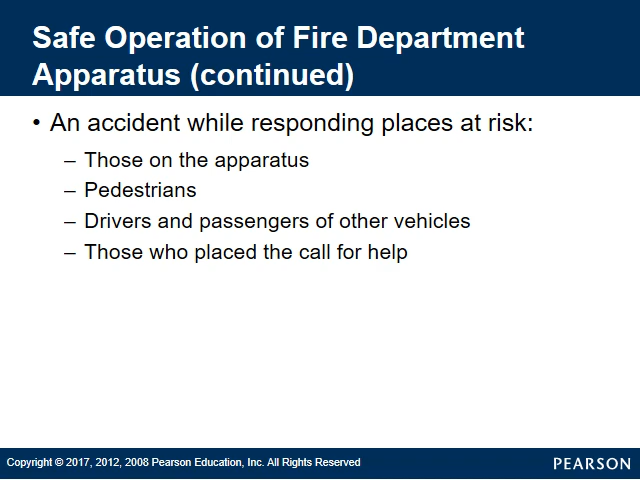 Safe Operation of Fire Department
Apparatus (continued)
• An accident while responding places at risk:
– Those on the apparatus
– Pedestrians
– Drivers and passengers of other vehicles
– Those who placed the call for help
Copyright © 2017, 2012, 2008 Pearson Education, Inc. All Rights Reserved
PEARSON